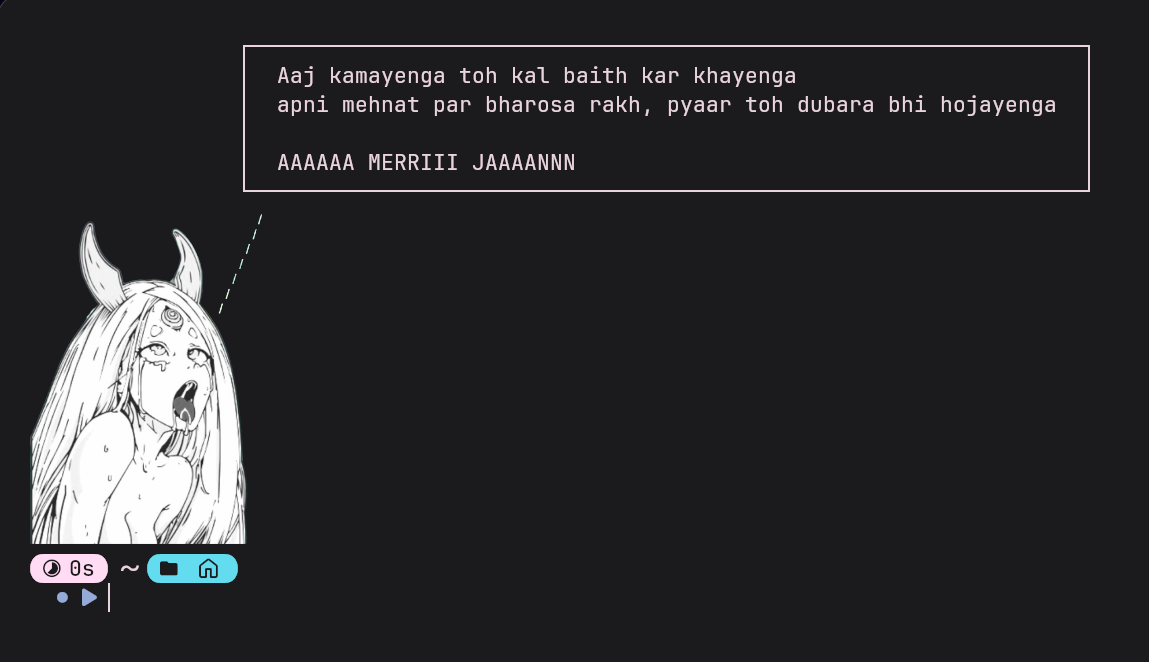 Aaj kamayenga toh kal baith kar khayenga
apni mehnat par bharosa rakh, pyaar toh dubara bhi hojayenga
AAAAAA MERRIII JAAAANNN
0s ~